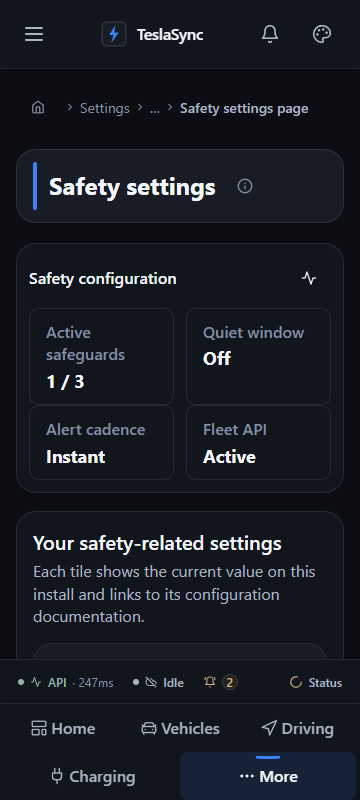 TeslaSync
Settings ... Safety settings page
Safety settings
Safety configuration
Active safeguards
1 / 3
Quiet window
Off
Alert cadence
Instant
Fleet API
Active
Your safety-related settings
Each tile shows the current value on this
install and links to its configuration
documentation.
API · 247ms Idle 2 Status
Home Vehicles Driving
Charging More